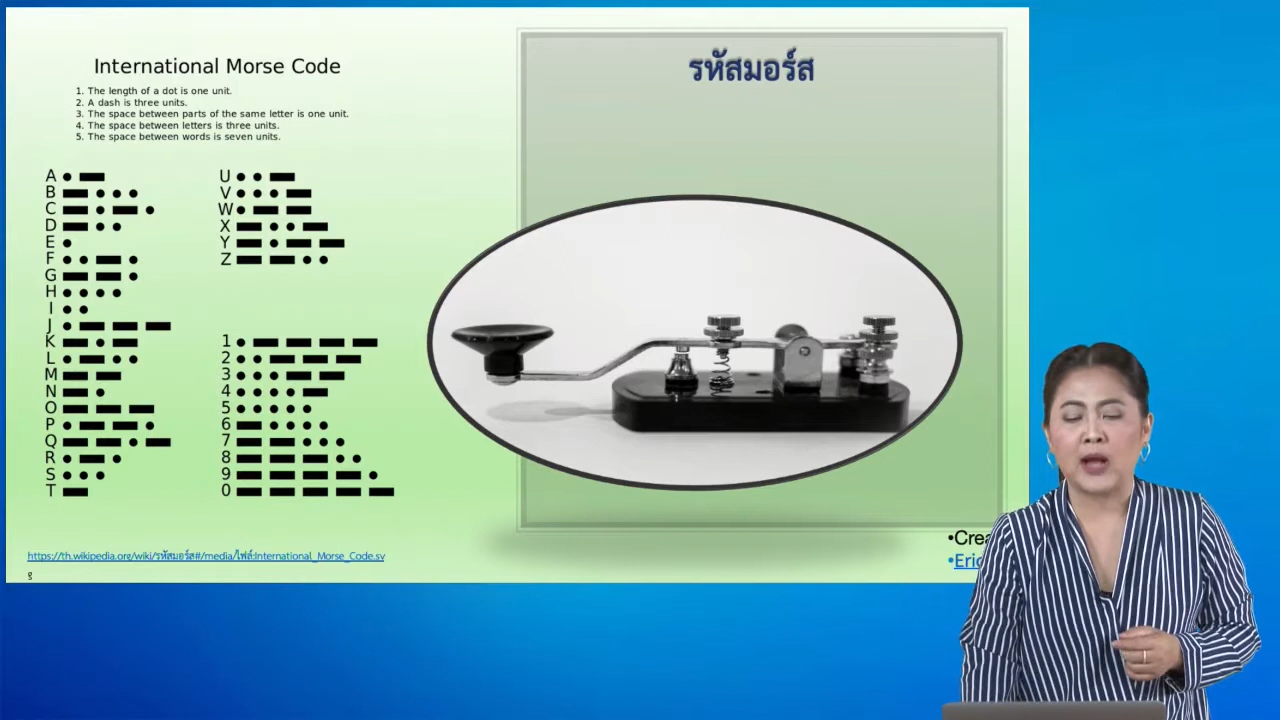 International Morse Code
1. The length of a dot is one unit.
2. A dash is three units.
3. The space between parts of the same letter is one unit.
4. The space between letters is three units.
5. The space between words is seven units.
A
B
C
D
E
F
G
H
I
J
K
L
M
N
O
P
Q
R
S
T
U
V
W
X
Y
Z
1
2
3
4
5
6
7
8
9
0
https://th.wikipedia.org/wiki/รหัสมอร์ส#/media/ไฟล์:International_Morse_Code.sv
g
รหัสมอร์ส